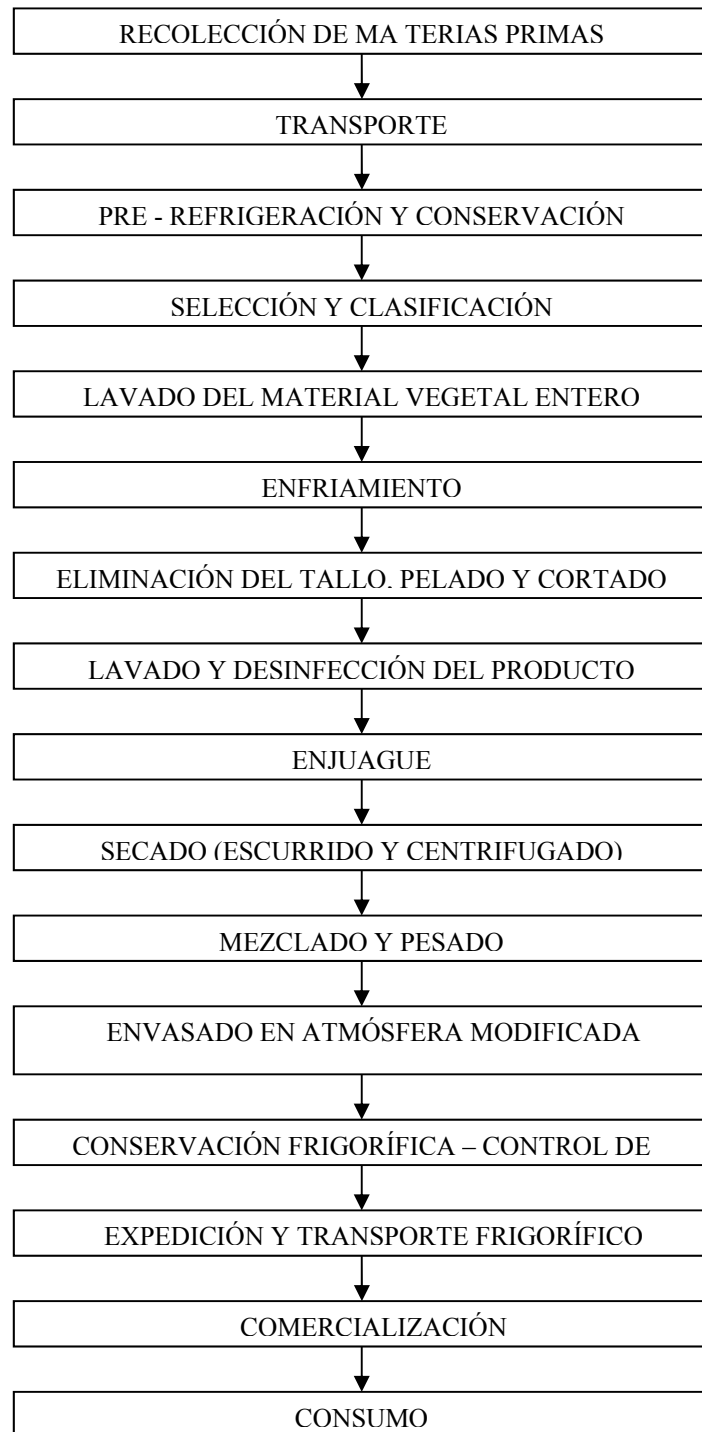 RECOLECCIÓN DE MA TERIAS PRIMAS
TRANSPORTE
PRE - REFRIGERACIÓN Y CONSERVACIÓN
SELECCIÓN Y CLASIFICACIÓN
LAVADO DEL MATERIAL VEGETAL ENTERO
ENFRIAMIENTO
ELIMINACIÓN DEL TALLO. PELADO Y CORTADO
LAVADO Y DESINFECCIÓN DEL PRODUCTO
ENJUAGUE
SECADO (ESCURRIDO Y CENTRIFUGADO)
MEZCLADO Y PESADO
ENVASADO EN ATMÓSFERA MODIFICADA
CONSERVACIÓN FRIGORÍFICA – CONTROL DE
EXPEDICIÓN Y TRANSPORTE FRIGORÍFICO
COMERCIALIZACIÓN
CONSUMO